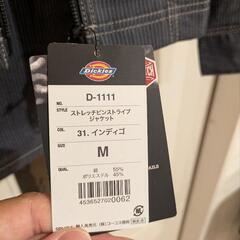 Dickies
NO.
D-1111
STYLE
ストレッチピンストライプ
ジャケット
COL.
31. インディゴ
SIZE
M
QUAL.
綿 55%
ポリエステル 45%
4536527020062